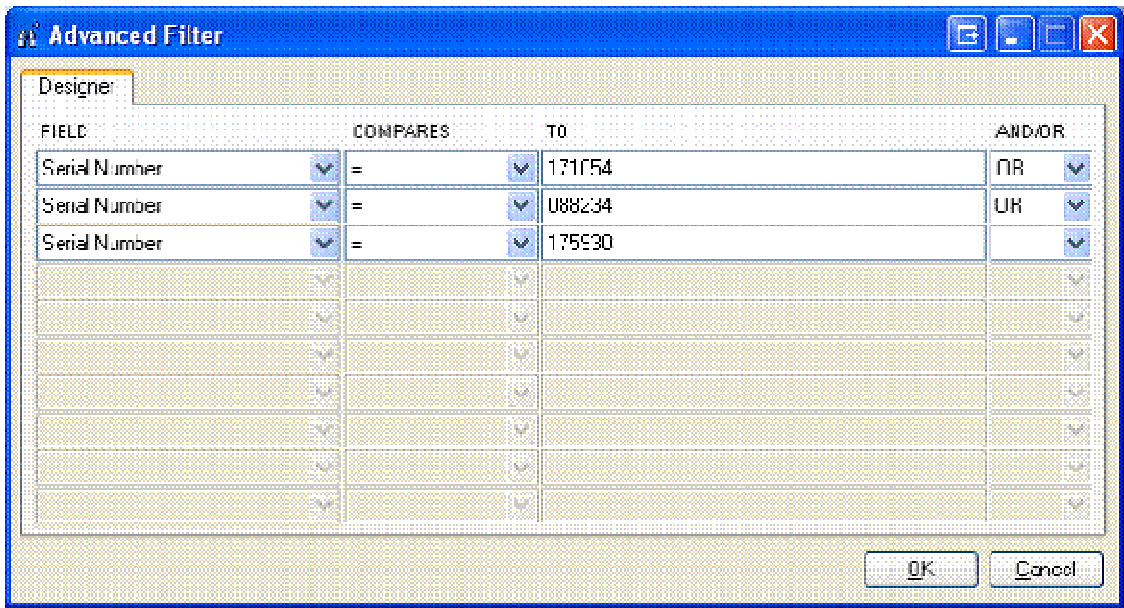 Advanced Filter
Designer
FIELD COMPARES TO AND/OR
Serial Number = 171054 OR
Serial Number = 088234 OR
Serial Number = 175930
OK Cancel